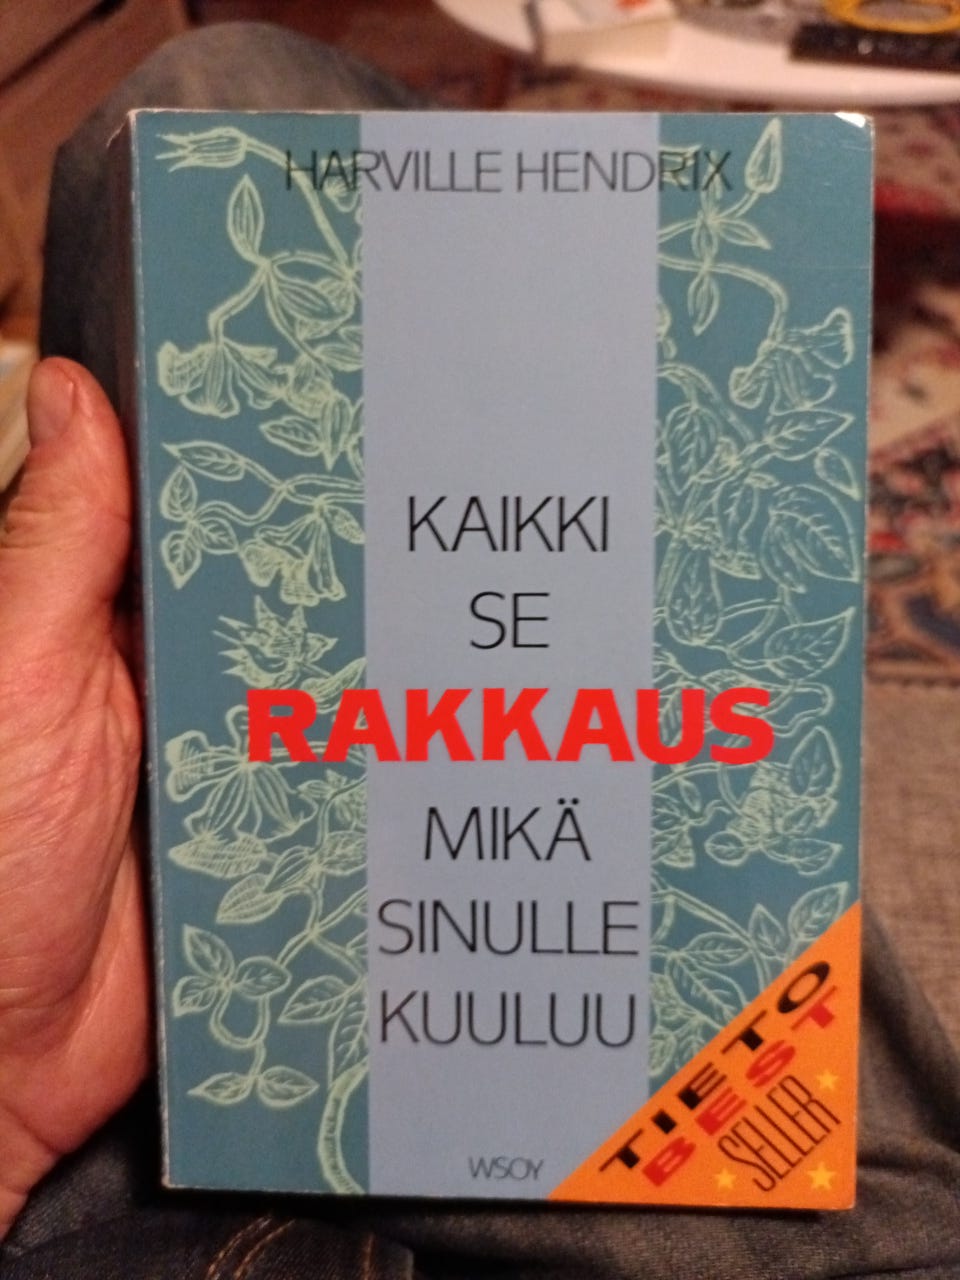 HARVILLE HENDRIX
KAIKKI
SE
RAKKAUS
MIKÄ
SINULLE
KUULUU
WSOY
TIETO
BEST
SELLER